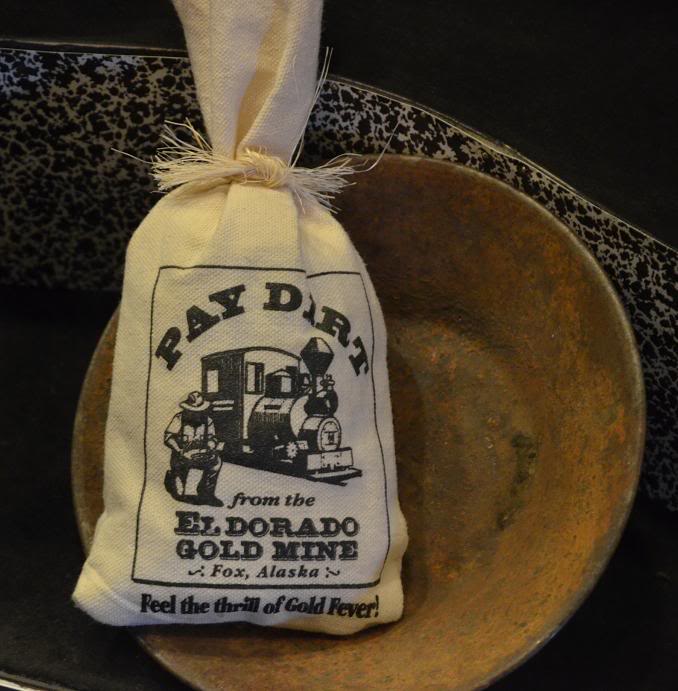 PAY DIRT
from the
EL DORADO
GOLD MINE
Fox, Alaska
Feel the thrill of Gold Fever!